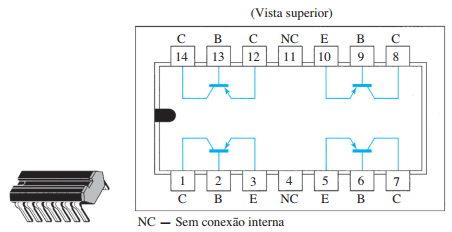 (Vista superior)
C B C NC E B C
14 13 12 11 10 9 8
1 2 3 4 5 6 7
C B E NC E B C
NC — Sem conexão interna